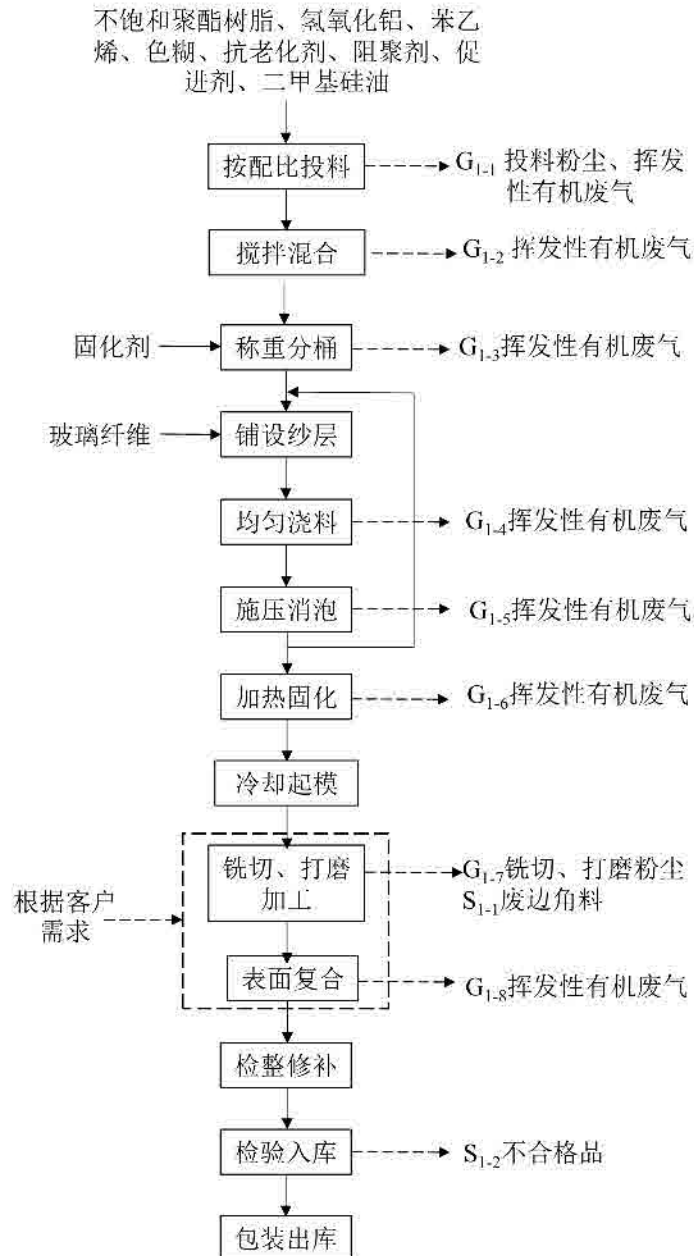 不饱和聚酯树脂、氢氧化铝、苯乙
烯、色糊、抗老化剂、阻聚剂、促
进剂、二甲基硅油
按配比投料
G1-1 投料粉尘、挥发
性有机废气
搅拌混合
G1-2 挥发性有机废气
固化剂
称重分桶
G1-3挥发性有机废气
玻璃纤维
铺设纱层
均匀浇料
G1-4挥发性有机废气
施压消泡
G1-5挥发性有机废气
加热固化
G1-6挥发性有机废气
冷却起模
根据客户
需求
铣切、打磨
加工
G1-7铣切、打磨粉尘
S1-1废边角料
表面复合
G1-8挥发性有机废气
检整修补
检验入库
S1-2不合格品
包装出库